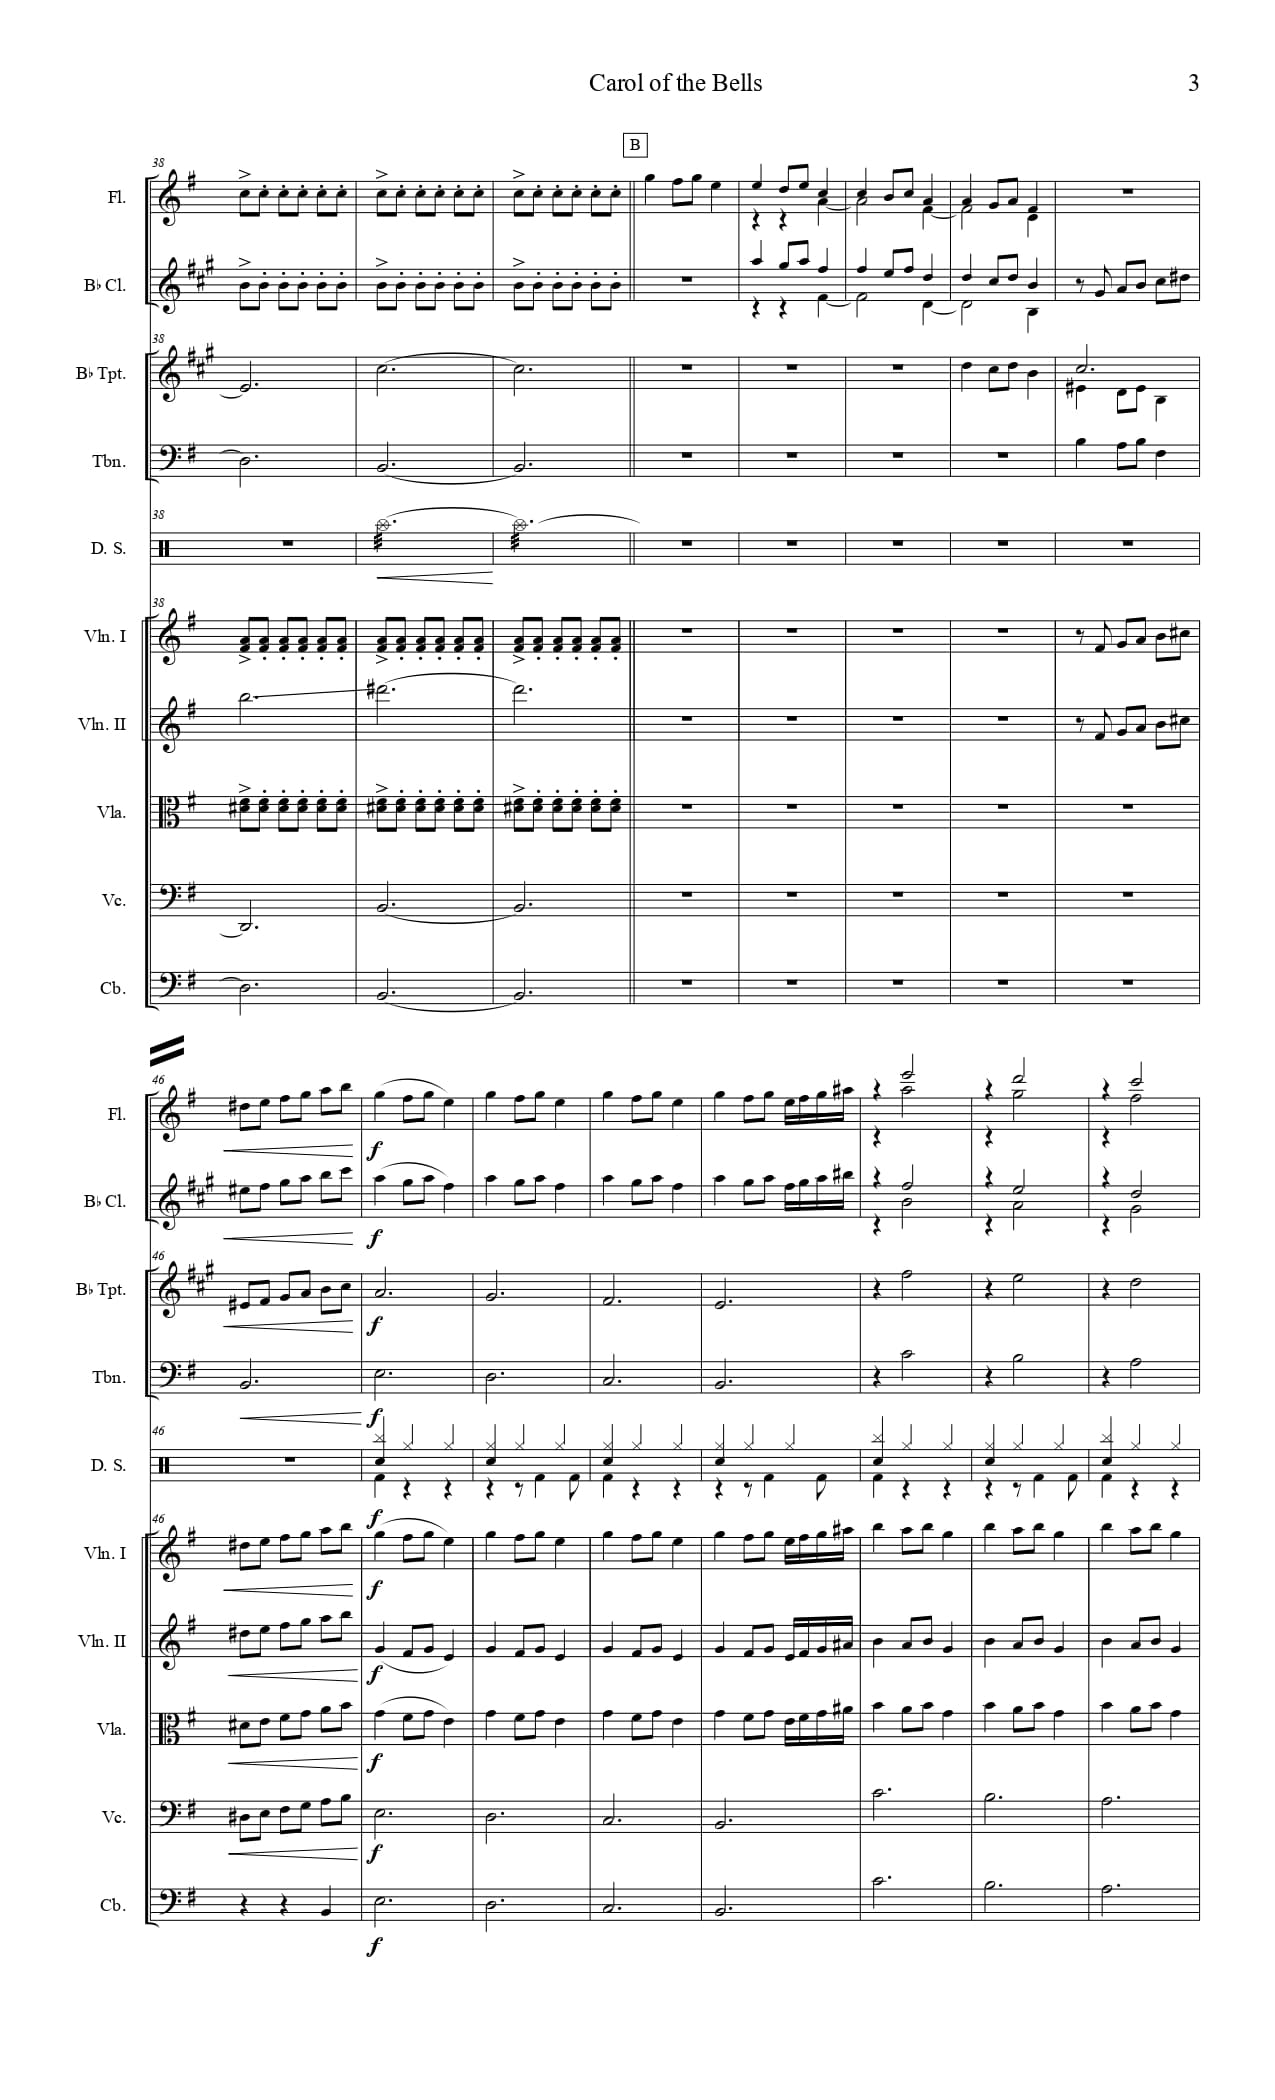 Carol of the Bells 3
B
38
Fl.
B♭ Cl.
38
B♭ Tpt.
Tbn.
38
D. S.
38
Vln. I
Vln. II
Vla.
Vc.
Cb.
46
Fl.
f
B♭ Cl.
f
46
B♭ Tpt.
f
Tbn.
f
46
D. S.
f
46
Vln. I
f
Vln. II
f
Vla.
f
Vc.
f
Cb.
f